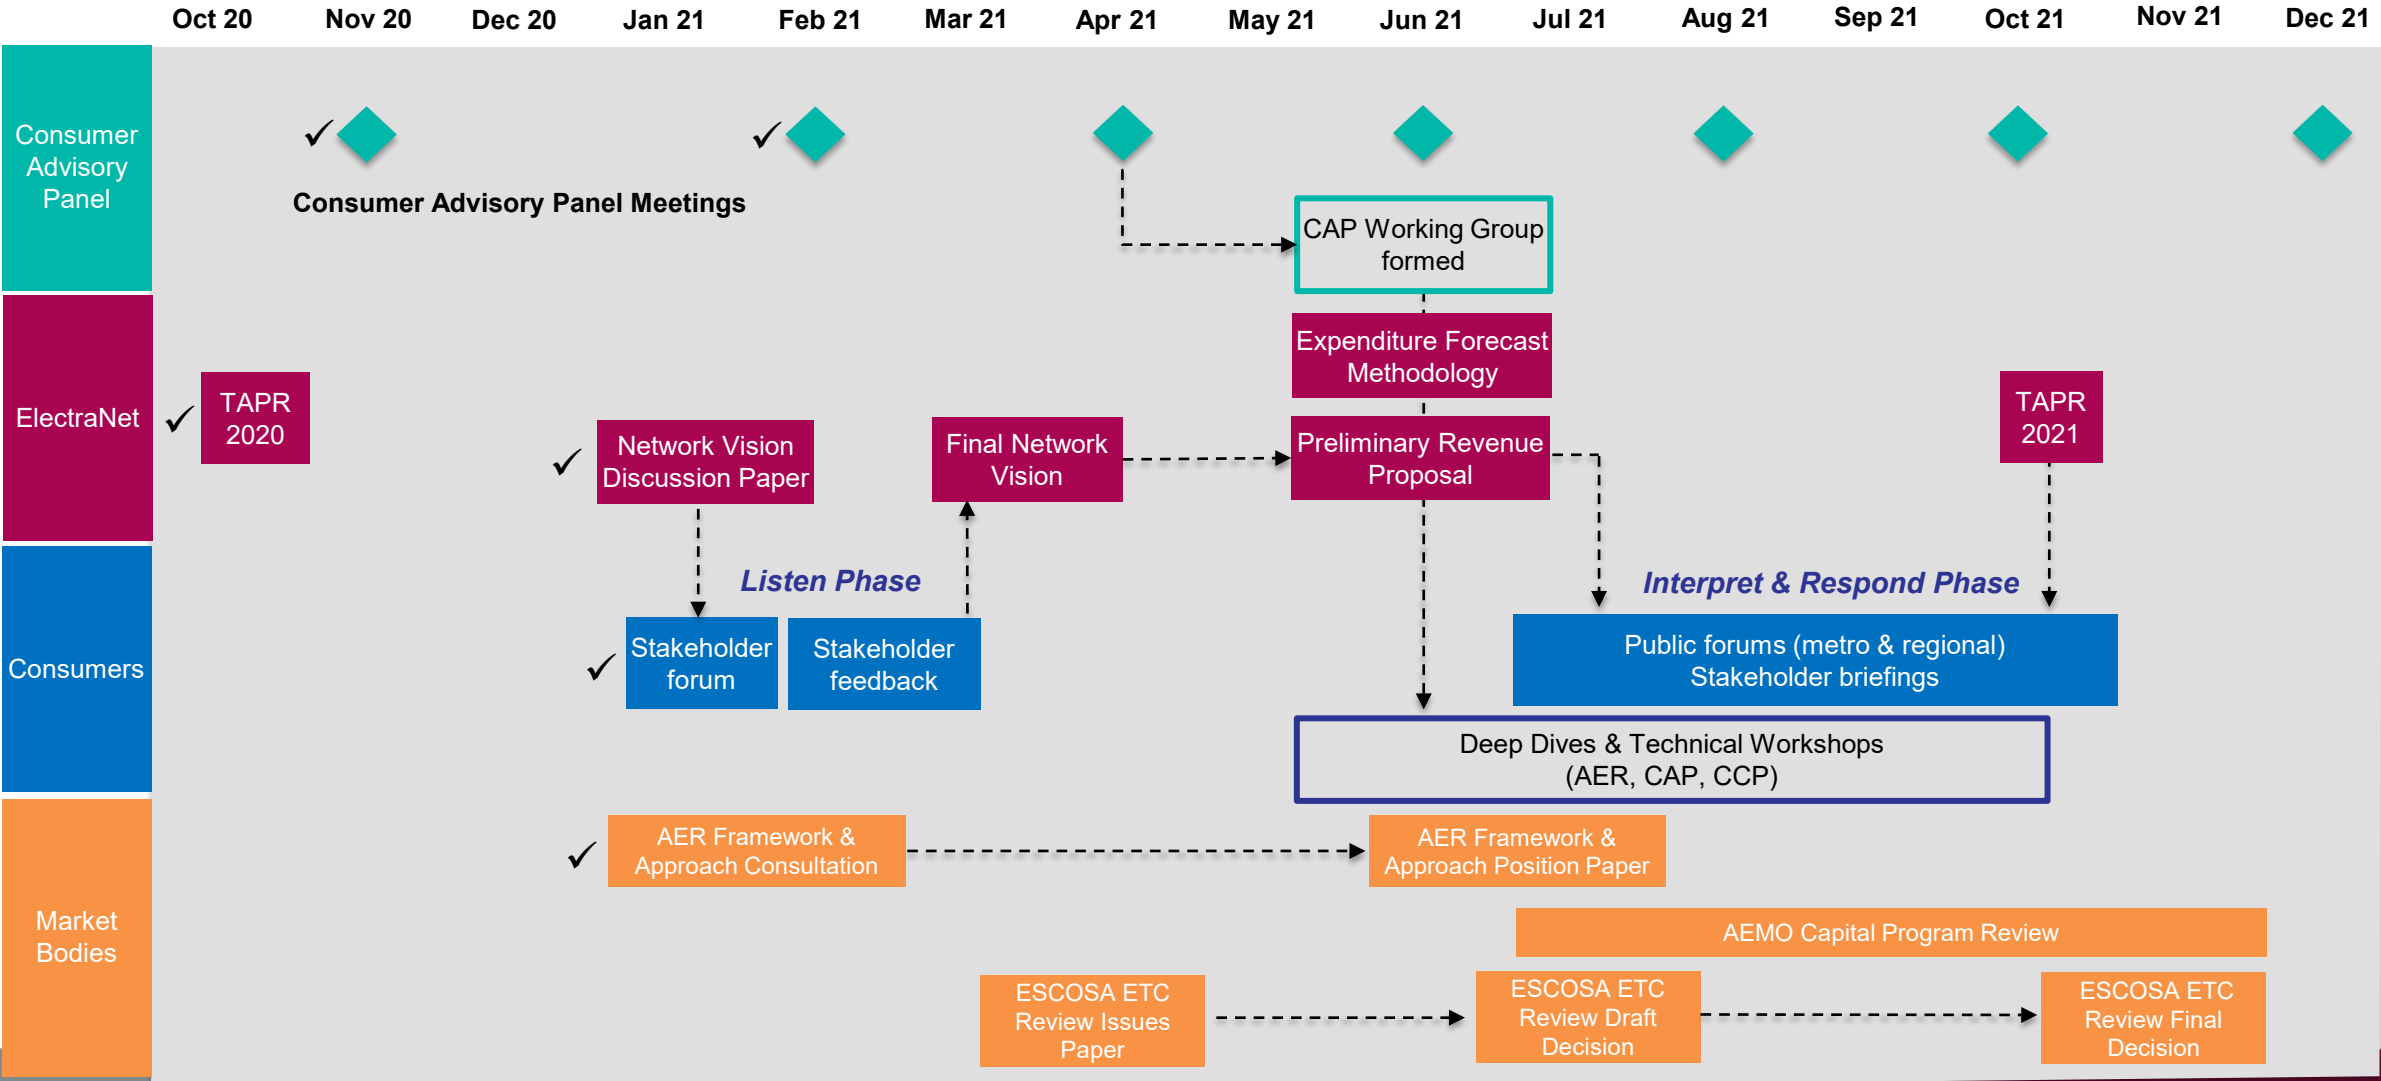 Oct 20 Nov 20 Dec 20 Jan 21 Feb 21 Mar 21 Apr 21 May 21 Jun 21 Jul 21 Aug 21 Sep 21 Oct 21 Nov 21 Dec 21
Consumer
Advisory
Panel
Consumer Advisory Panel Meetings
CAP Working Group
formed
ElectraNet
TAPR
2020
Network Vision
Discussion Paper
Final Network
Vision
Expenditure Forecast
Methodology
Preliminary Revenue
Proposal
TAPR
2021
Consumers
Listen Phase
Interpret & Respond Phase
Stakeholder
forum
Stakeholder
feedback
Public forums (metro & regional)
Stakeholder briefings
Deep Dives & Technical Workshops
(AER, CAP, CCP)
Market
Bodies
AER Framework &
Approach Consultation
AER Framework &
Approach Position Paper
AEMO Capital Program Review
ESCOSA ETC
Review Issues
Paper
ESCOSA ETC
Review Draft
Decision
ESCOSA ETC
Review Final
Decision